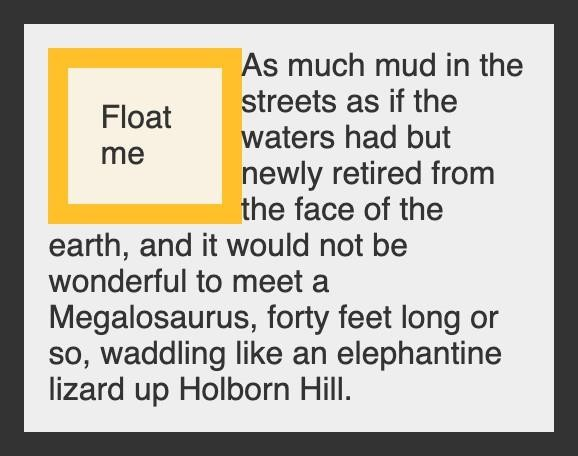 Float
me
As much mud in the
streets as if the
waters had but
newly retired from
the face of the
earth, and it would not be
wonderful to meet a
Megalosaurus, forty feet long or
so, waddling like an elephantine
lizard up Holborn Hill.